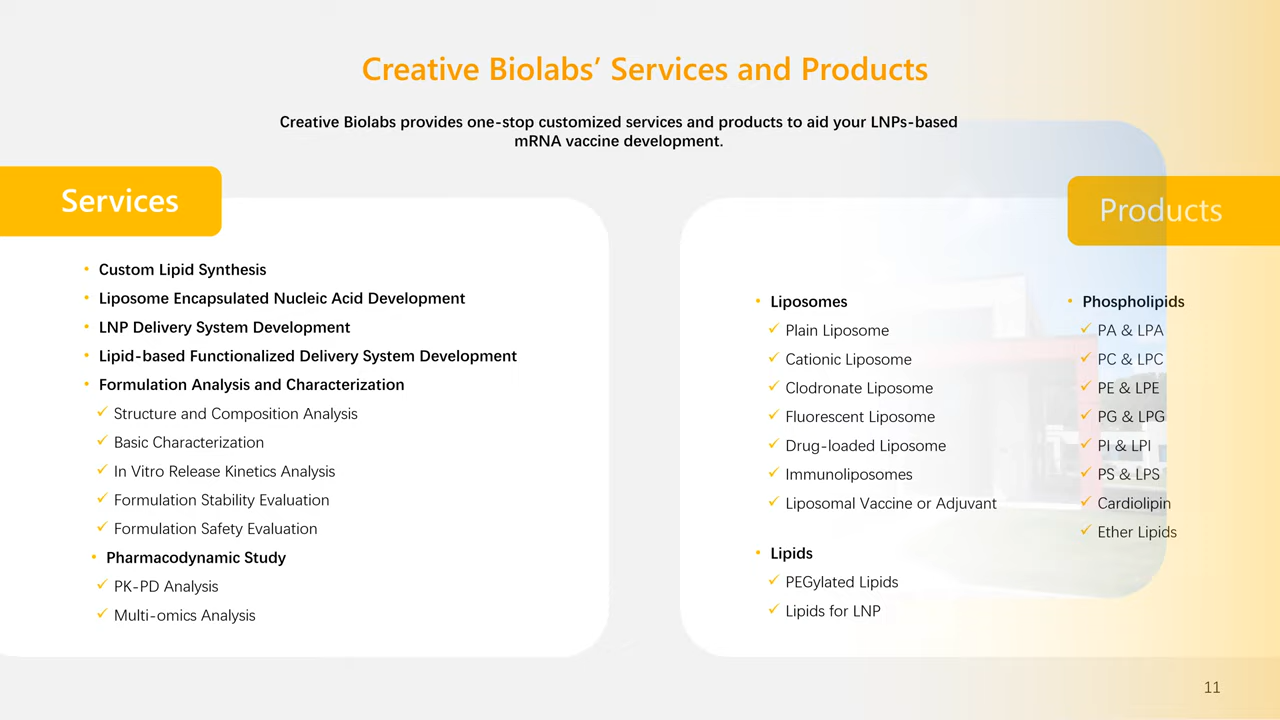 Creative Biolabs’ Services and Products
Creative Biolabs provides one-stop customized services and products to aid your LNPs-based
mRNA vaccine development.
Services
• Custom Lipid Synthesis
• Liposome Encapsulated Nucleic Acid Development
• LNP Delivery System Development
• Lipid-based Functionalized Delivery System Development
• Formulation Analysis and Characterization
✓ Structure and Composition Analysis
✓ Basic Characterization
✓ In Vitro Release Kinetics Analysis
✓ Formulation Stability Evaluation
✓ Formulation Safety Evaluation
• Pharmacodynamic Study
✓ PK-PD Analysis
✓ Multi-omics Analysis
Products
• Liposomes
✓ Plain Liposome
✓ Cationic Liposome
✓ Clodronate Liposome
✓ Fluorescent Liposome
✓ Drug-loaded Liposome
✓ Immunoliposomes
✓ Liposomal Vaccine or Adjuvant
• Lipids
✓ PEGylated Lipids
✓ Lipids for LNP
• Phospholipids
✓ PA & LPA
✓ PC & LPC
✓ PE & LPE
✓ PG & LPG
✓ PI & LPI
✓ PS & LPS
✓ Cardiolipin
✓ Ether Lipids
11